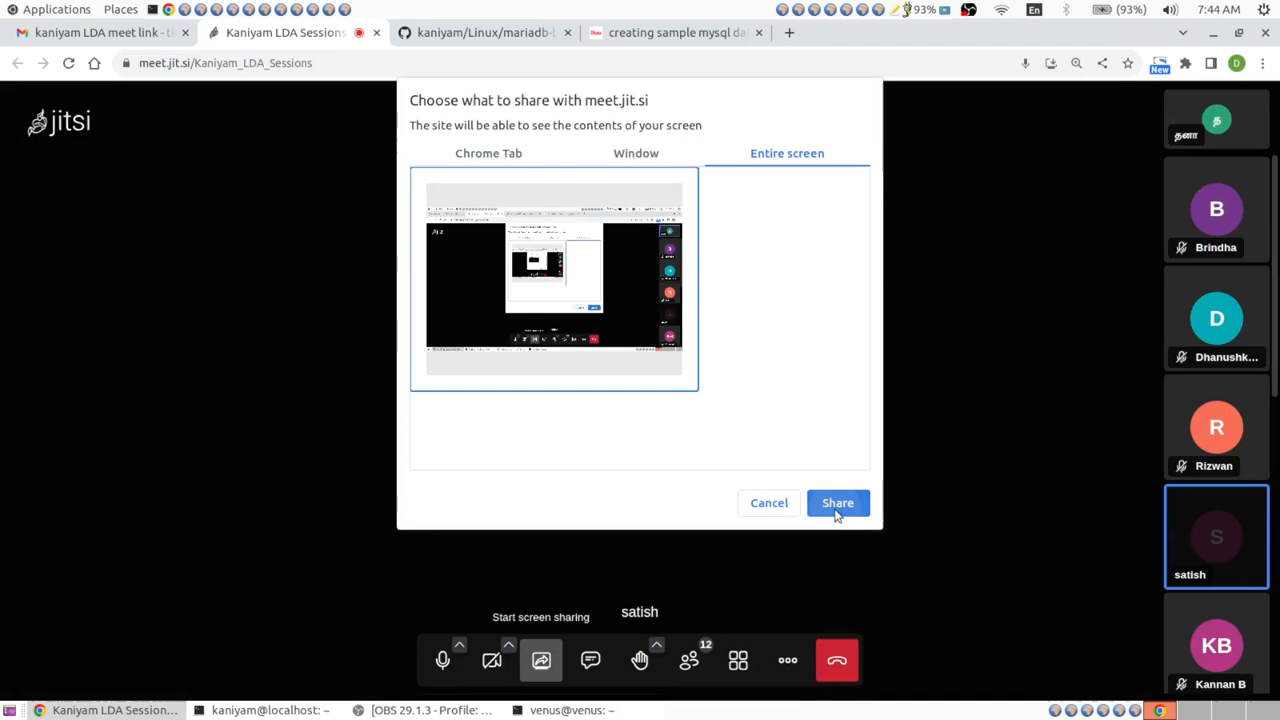 Applications Places 93% En (93%) 7:44 AM
kaniyam LDA meet link - t
Kaniyam LDA Sessions
kaniyam/Linux/mariadb-b
creating sample mysql da
meet.jit.si/Kaniyam_LDA_Sessions
New
D
jitsi
Choose what to share with meet.jit.si
The site will be able to see the contents of your screen
Chrome Tab Window Entire screen
Cancel Share
த
தனா
B
Brindha
D
Dhanushk...
R
Rizwan
S
satish
KB
Kannan B
Start screen sharing
satish
12
Kaniyam LDA Session... kaniyam@localhost: ~ [OBS 29.1.3 - Profile: ... venus@venus: ~